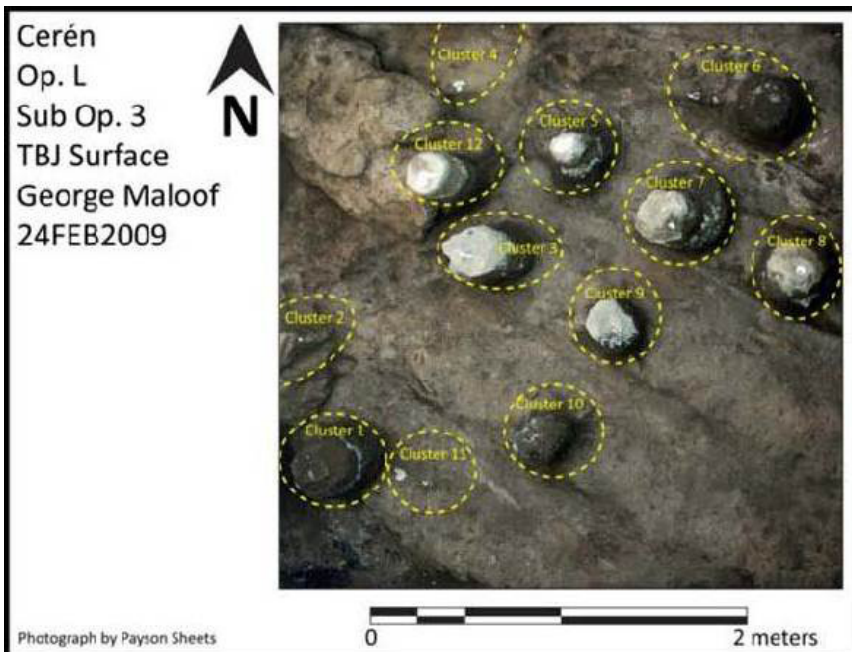 Cerén
Op. L
Sub Op. 3
TBJ Surface
George Maloof
24FEB2009
N
Cluster 4
Cluster 6
Cluster 5
Cluster 12
Cluster 7
Cluster 3
Cluster 8
Cluster 9
Cluster 2
Cluster 10
Cluster 1
Cluster 11
Photograph by Payson Sheets
0
2 meters